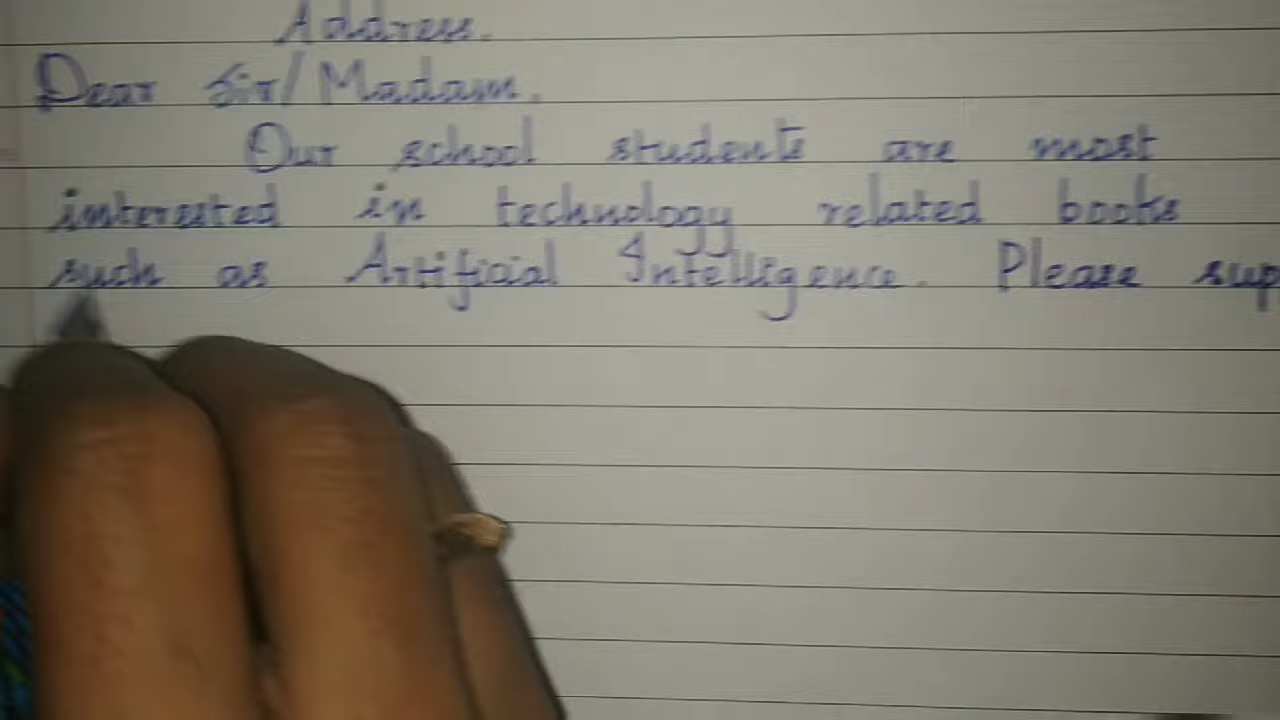 Address.
Dear Sir/Madam.
Our school students are most
interested in technology related books
such as Artificial Intelligence. Please sup